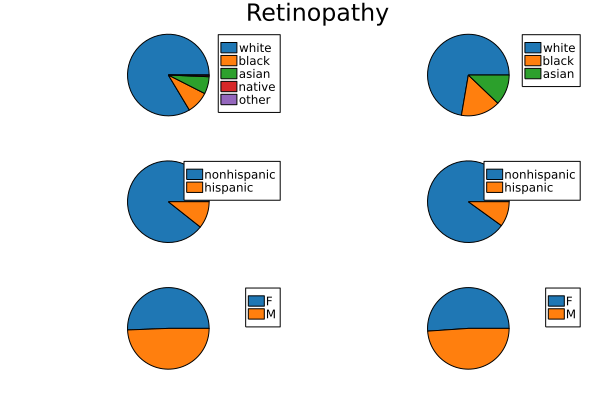 Retinopathy
white
black
asian
native
other
white
black
asian
nonhispanic
hispanic
nonhispanic
hispanic
F
M
F
M